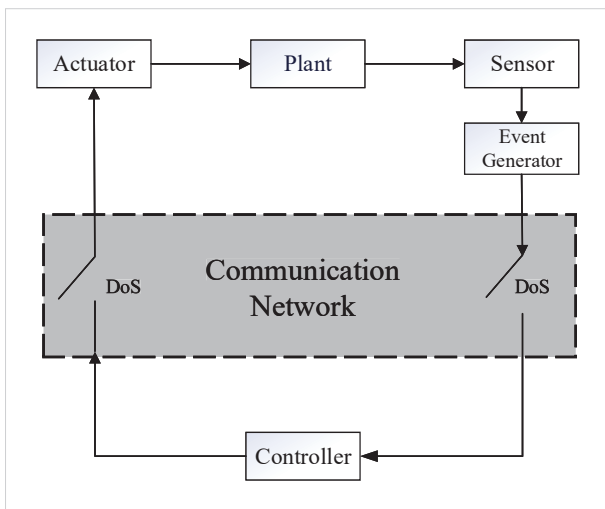 Actuator
Plant
Sensor
Event
Generator
Communication
Network
DoS
DoS
Controller